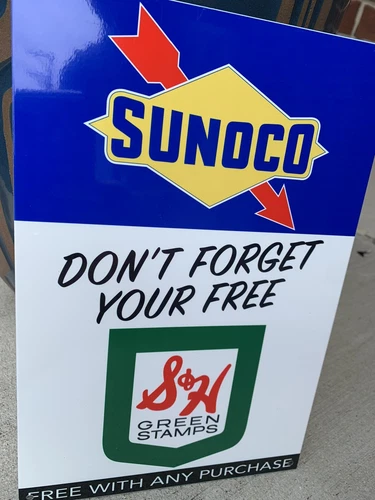 SUNOCO
DON'T FORGET
YOUR FREE
S&H
GREEN
STAMPS
FREE WITH ANY PURCHASE